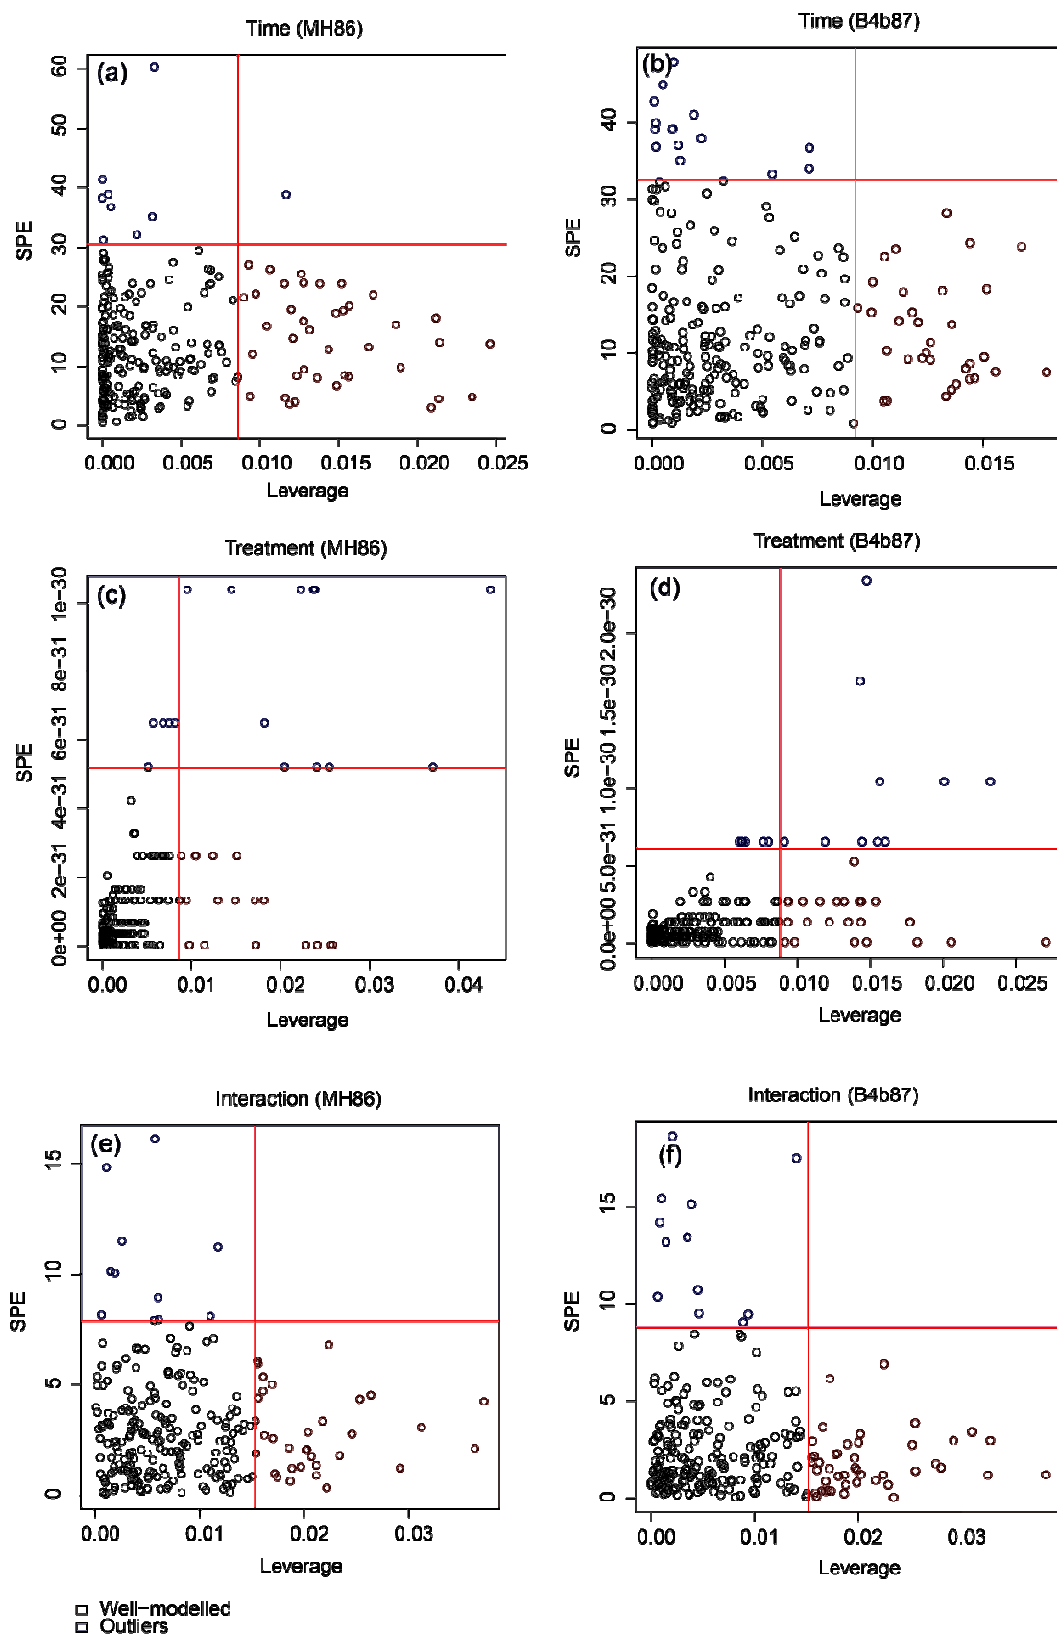 Time (MH86)
(a)
SPE
60
50
40
30
20
10
0
0.000 0.005 0.010 0.015 0.020 0.025
Leverage
Time (B4b87)
(b)
SPE
40
30
20
10
0
0.000 0.005 0.010 0.015
Leverage
Treatment (MH86)
(c)
SPE
1e-30
8e-31
6e-31
4e-31
2e-31
0e+00
0.00 0.01 0.02 0.03 0.04
Leverage
Treatment (B4b87)
(d)
SPE
2.0e-30
1.5e-30
1.0e-30
5.0e-31
0.0e+00
0.000 0.005 0.010 0.015 0.020 0.025
Leverage
Interaction (MH86)
(e)
SPE
15
10
5
0
0.00 0.01 0.02 0.03
Leverage
Interaction (B4b87)
(f)
SPE
15
10
5
0
0.00 0.01 0.02 0.03
Leverage
Well-modelled
Outliers